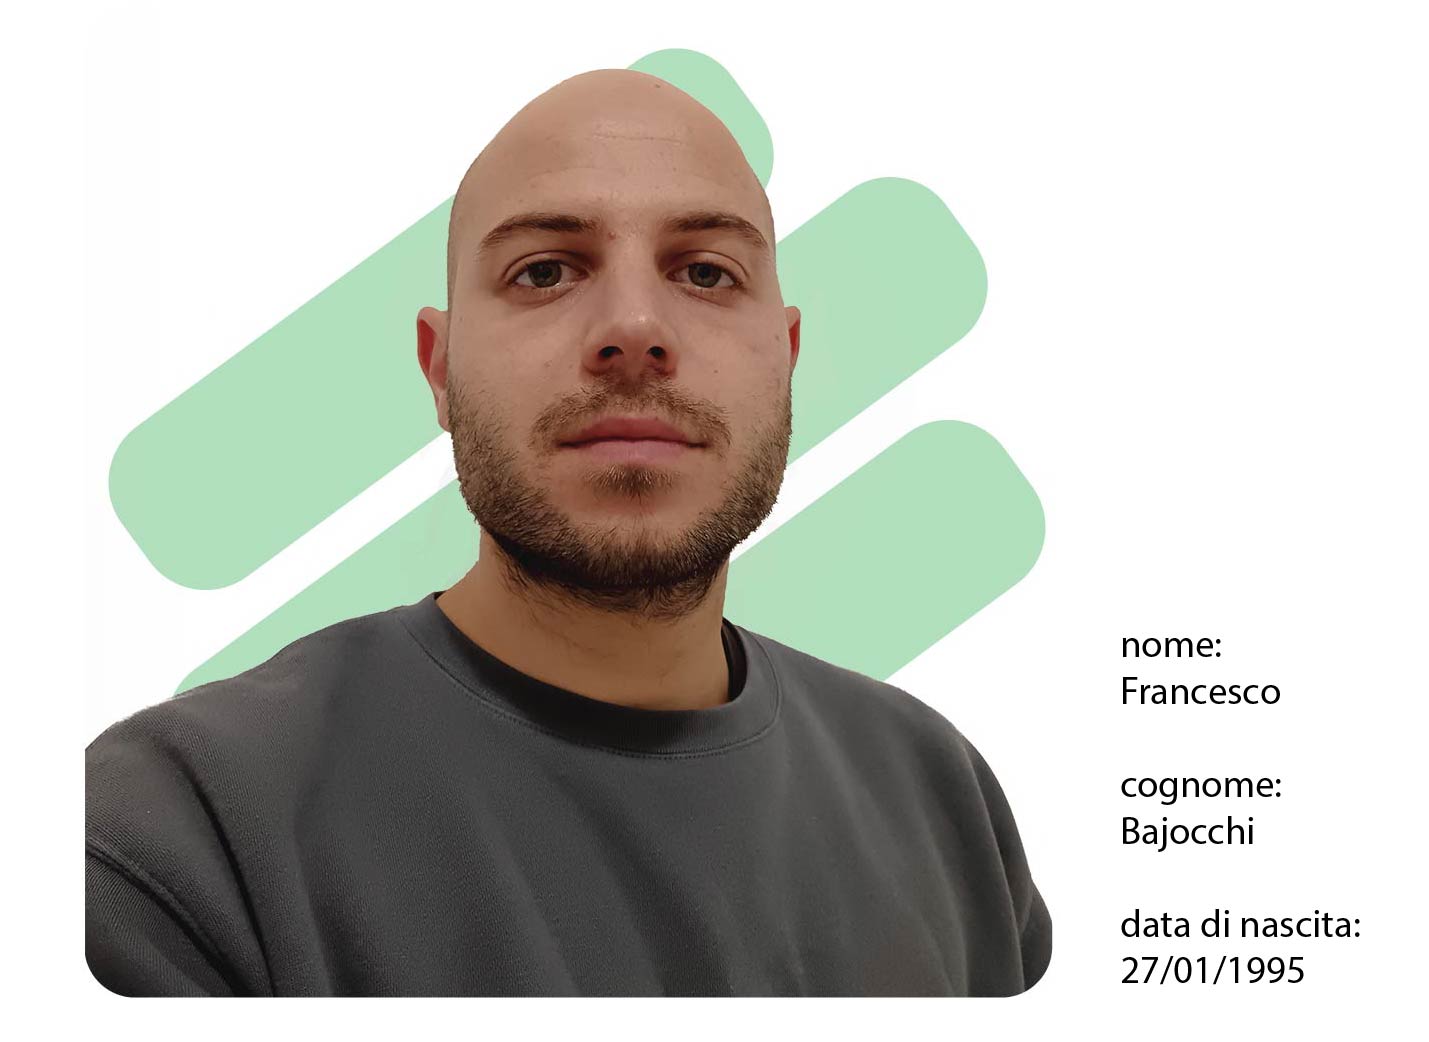 nome:
Francesco
cognome:
Bajocchi
data di nascita:
27/01/1995